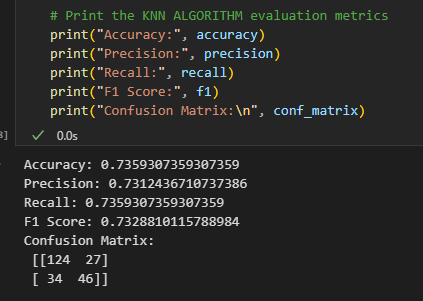 # Print the KNN ALGORITHM evaluation metrics
print("Accuracy:", accuracy)
print("Precision:", precision)
print("Recall:", recall)
print("F1 Score:", f1)
print("Confusion Matrix:\n", conf_matrix)
0.0s
Accuracy: 0.7359307359307359
Precision: 0.7312436710737386
Recall: 0.7359307359307359
F1 Score: 0.7328810115788984
Confusion Matrix:
[[124  27]
[ 34  46]]